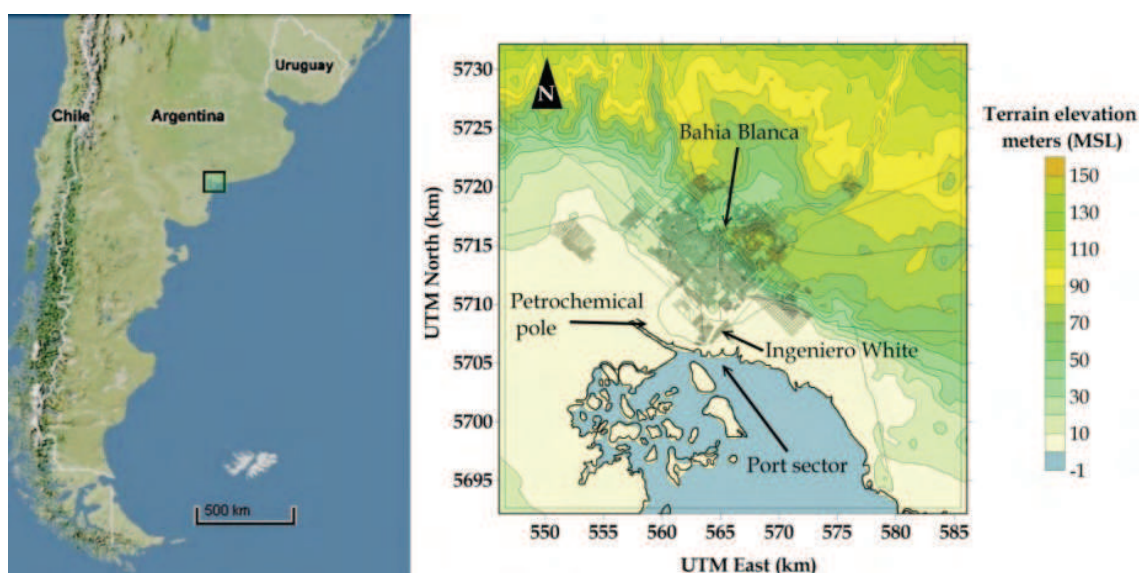 Uruguay
Chile
Argentina
500 km
N
Bahia Blanca
Petrochemical
pole
Ingeniero White
Port sector
UTM North (km)
5730
5725
5720
5715
5710
5705
5700
5695
550
555
560
565
570
575
580
585
UTM East (km)
Terrain elevation
meters (MSL)
150
130
110
90
70
50
30
10
-1